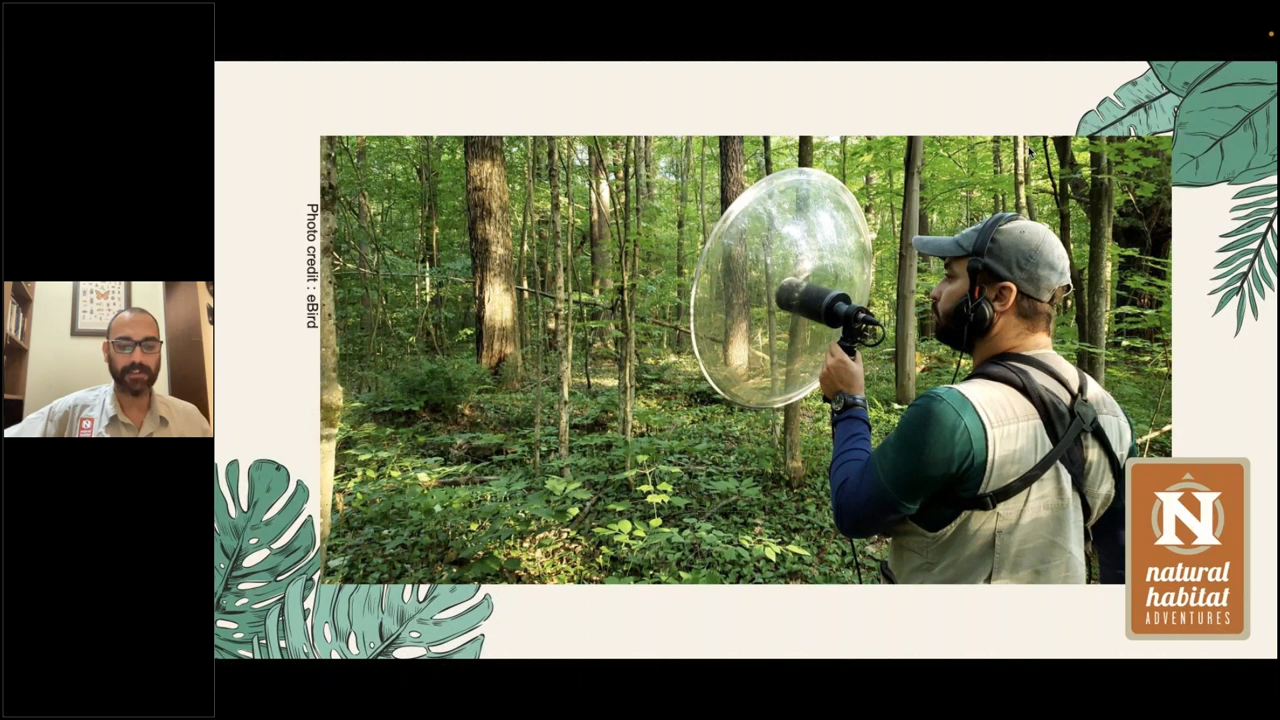 Photo credit : eBird
N
natural
habitat
ADVENTURES